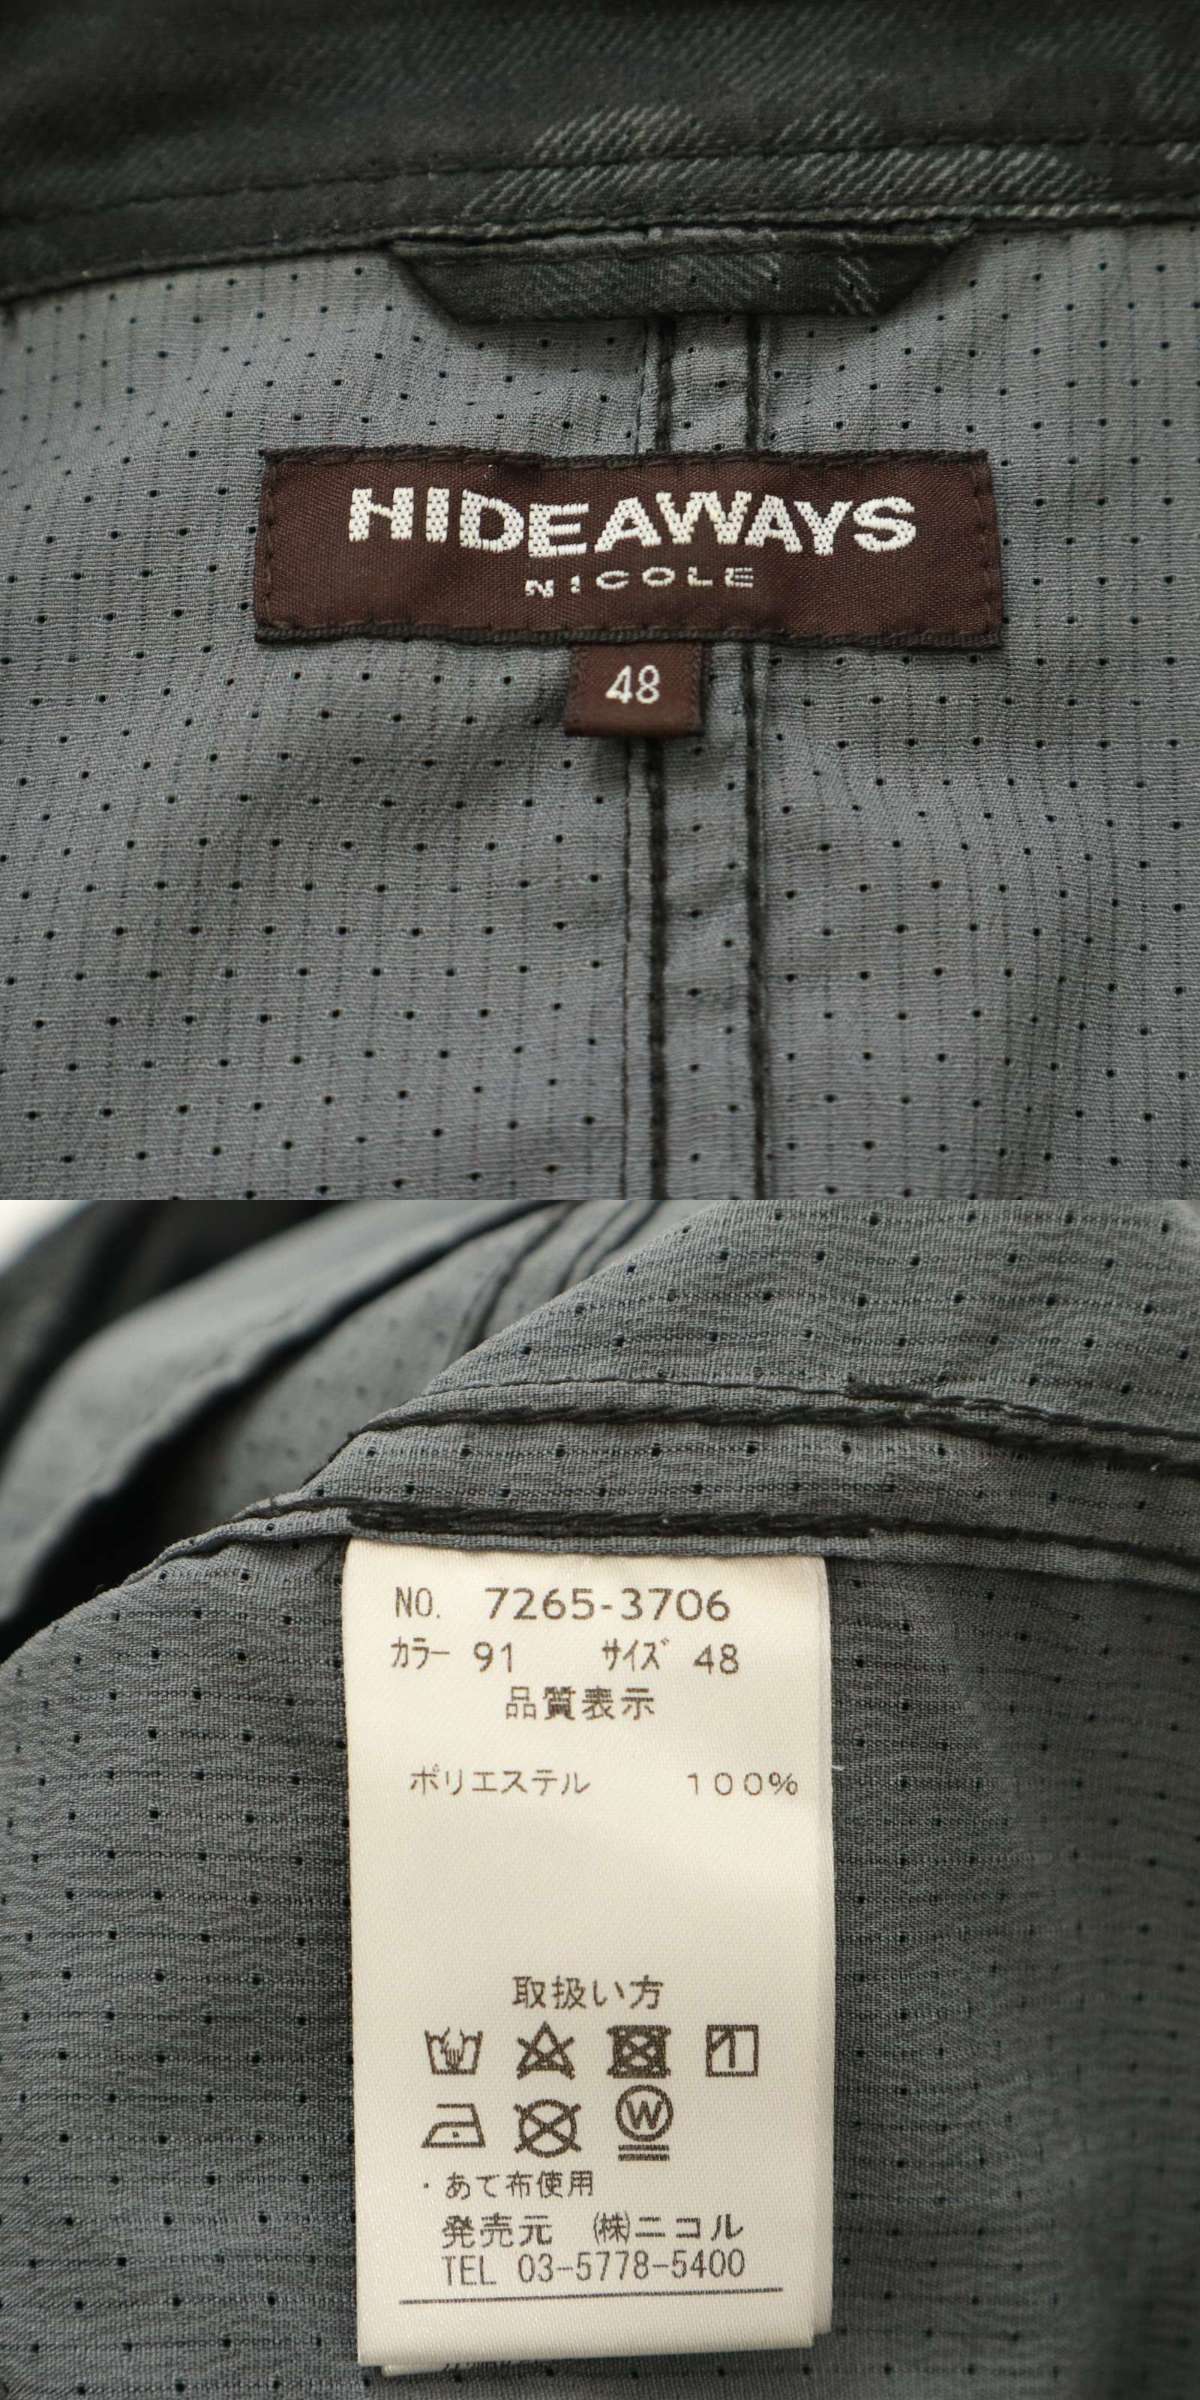 HIDEAWAYS
NICOLE
48
NO. 7265-3706
カラー 91 サイズ 48
品質表示
ポリエステル 100%
取扱い方
W
・あて布使用
発売元 ㈱ニコル
TEL 03-5778-5400